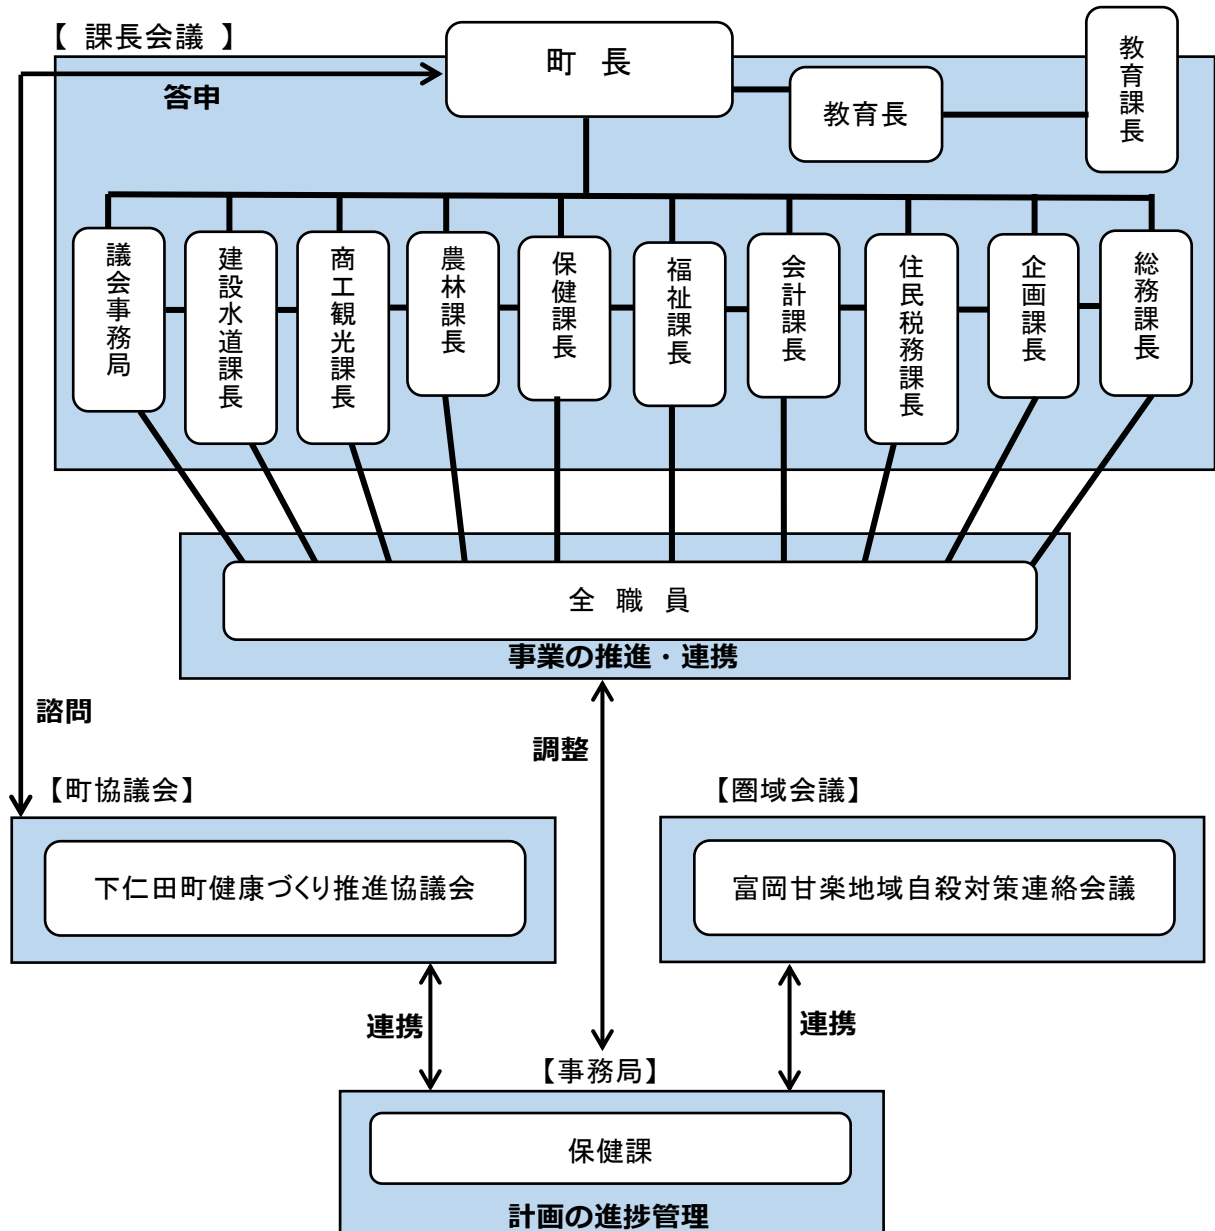 【 課長会議 】
町 長
教育長
教育課長
答申
議会事務局
建設水道課長
商工観光課長
農林課長
保健課長
福祉課長
会計課長
住民税務課長
企画課長
総務課長
全 職 員
事業の推進・連携
諮問
調整
【町協議会】
【圏域会議】
下仁田町健康づくり推進協議会
富岡甘楽地域自殺対策連絡会議
連携
連携
【事務局】
保健課
計画の進捗管理